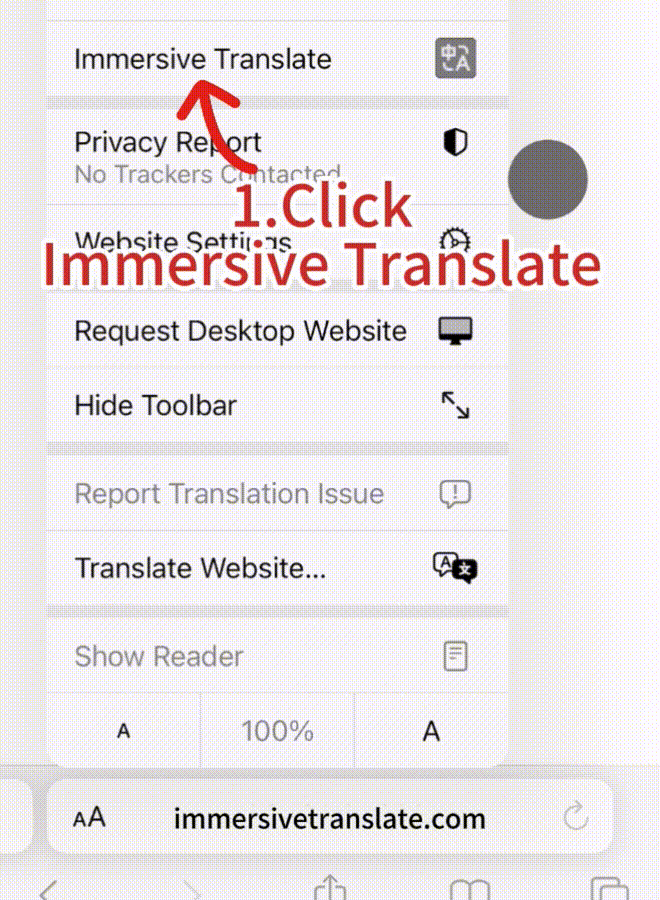 Immersive Translate
Privacy Report
No Trackers Contacted
1.Click
Website Settings
Immersive Translate
Request Desktop Website
Hide Toolbar
Report Translation Issue
Translate Website...
Show Reader
A 100% A
AA immersivetranslate.com